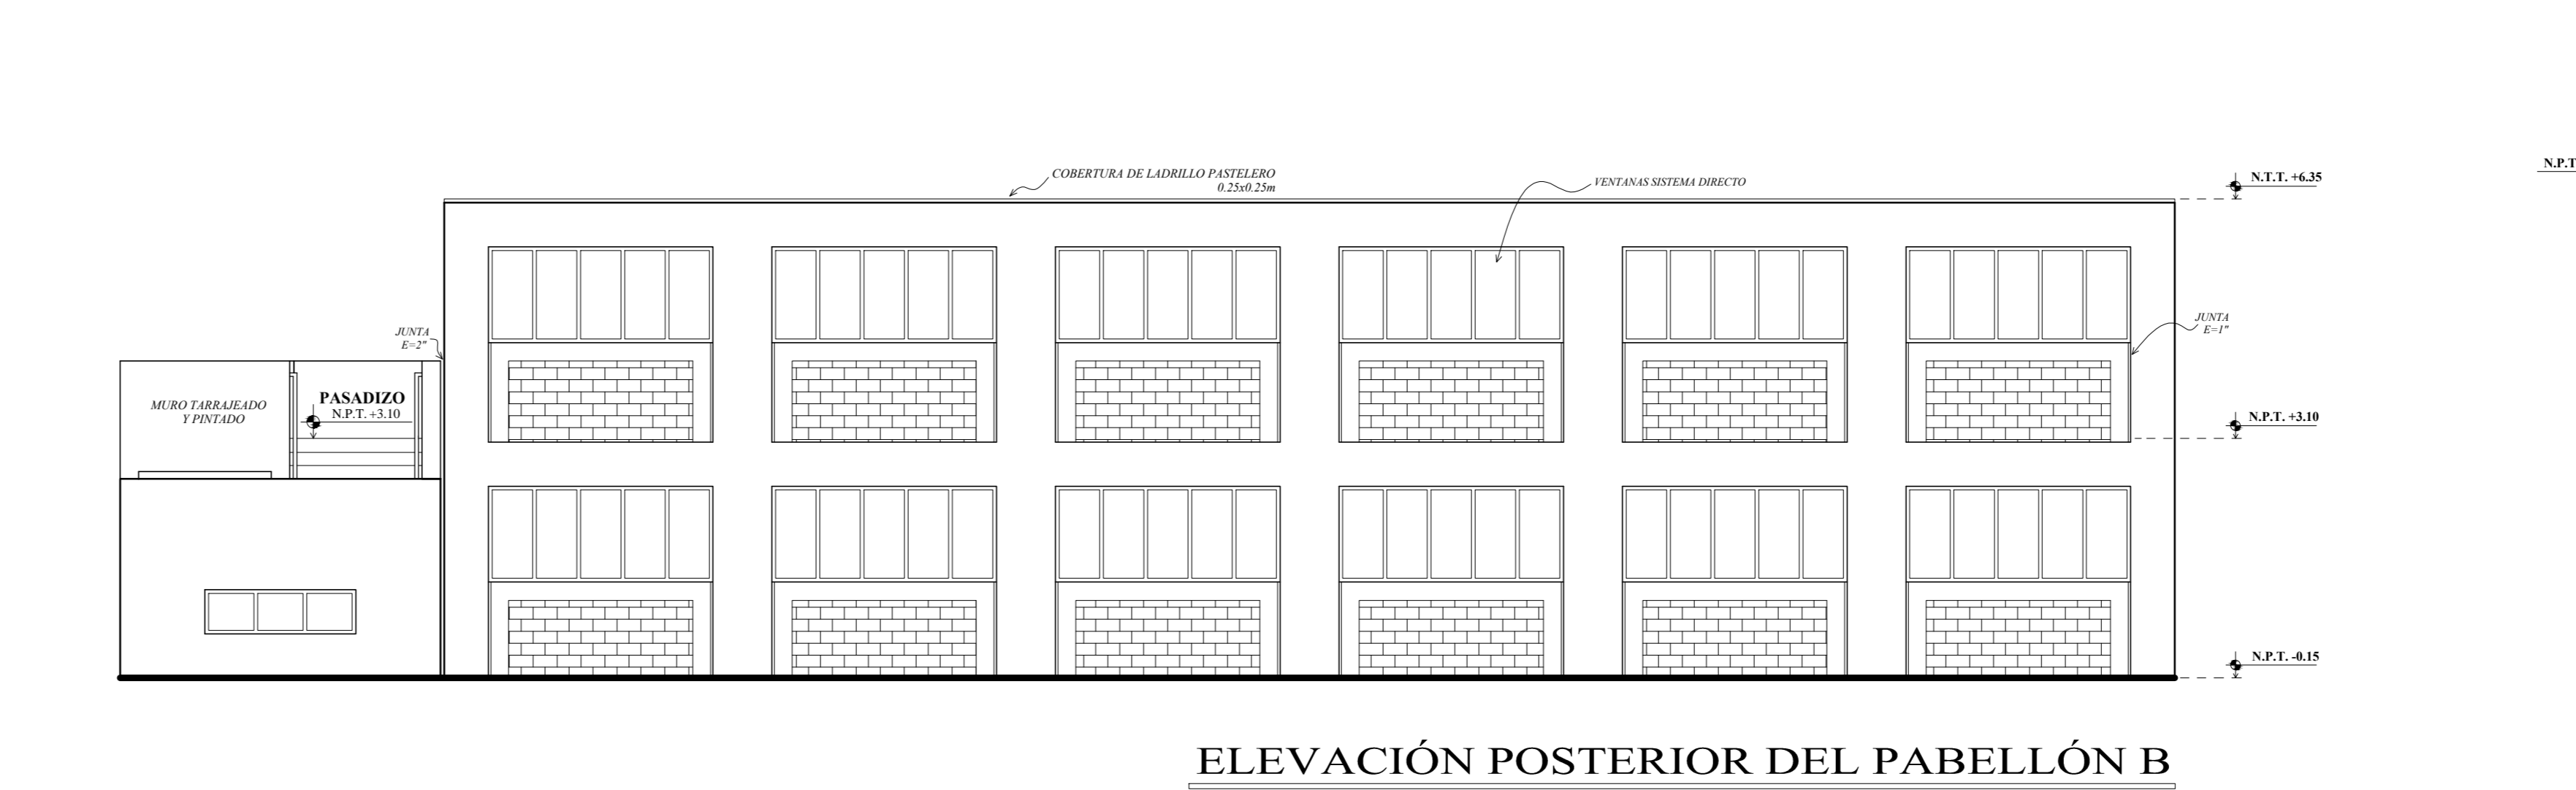 N.P.T
COBERTURA DE LADRILLO PASTELERO
0.25x0.25m
VENTANAS SISTEMA DIRECTO
N.T.T. +6.35
JUNTA
E=2"
JUNTA
E=1"
MURO TARRAJEADO
Y PINTADO
PASADIZO
N.P.T. +3.10
N.P.T. +3.10
N.P.T. -0.15
ELEVACIÓN POSTERIOR DEL PABELLÓN B